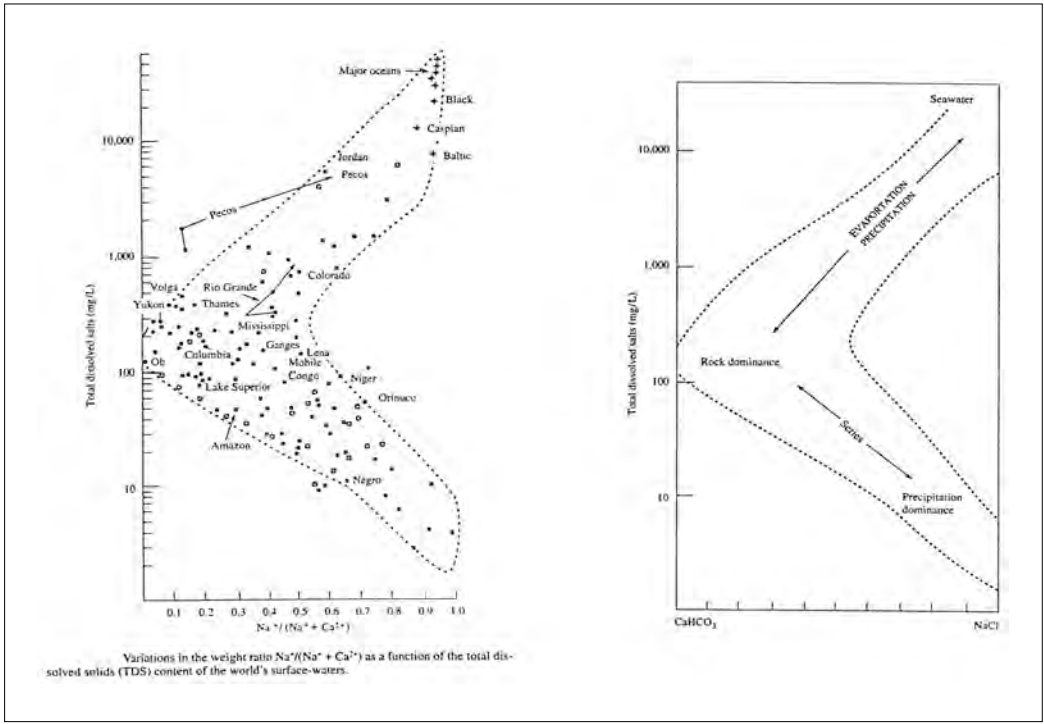 Major oceans
Black
10,000
Caspian
Jordan
Baltic
Pecos
Pecos
1,000
Colorado
Volga
Rio Grande
Yukon
Thames
Mississippi
Ganges
Lena
Ob
Columbia
Mobile
100
Congo
Niger
Lake Superior
Orinuco
Amazon
Negro
10
Total dissolved salts (mg/L)
0.1 0.2 0.3 0.4 0.5 0.6 0.7 0.8 0.9 1.0
Na⁺/(Na⁺ + Ca²⁺)
Variations in the weight ratio Na⁺/(Na⁺ + Ca²⁺) as a function of the total dis-
solved solids (TDS) content of the world's surface-waters.
Seawater
10,000
EVAPORTATION
PRECIPITATION
1,000
Rock dominance
100
Series
10
Precipitation
dominance
Total dissolved salts (mg/L)
CaHCO₃
NaCl